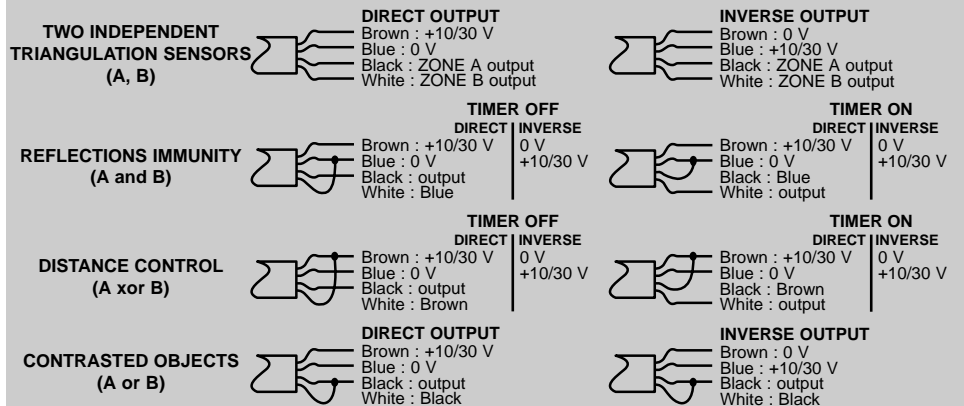 TWO INDEPENDENT
TRIANGULATION SENSORS
(A, B)
DIRECT OUTPUT
Brown : +10/30 V
Blue : 0 V
Black : ZONE A output
White : ZONE B output
INVERSE OUTPUT
Brown : 0 V
Blue : +10/30 V
Black : ZONE A output
White : ZONE B output
REFLECTIONS IMMUNITY
(A and B)
TIMER OFF
DIRECT INVERSE
Brown : +10/30 V 0 V
Blue : 0 V +10/30 V
Black : output
White : Blue
TIMER ON
DIRECT INVERSE
Brown : +10/30 V 0 V
Blue : 0 V +10/30 V
Black : Blue
White : output
DISTANCE CONTROL
(A xor B)
TIMER OFF
DIRECT INVERSE
Brown : +10/30 V 0 V
Blue : 0 V +10/30 V
Black : output
White : Brown
TIMER ON
DIRECT INVERSE
Brown : +10/30 V 0 V
Blue : 0 V +10/30 V
Black : Brown
White : output
CONTRASTED OBJECTS
(A or B)
DIRECT OUTPUT
Brown : +10/30 V
Blue : 0 V
Black : output
White : Black
INVERSE OUTPUT
Brown : 0 V
Blue : +10/30 V
Black : output
White : Black